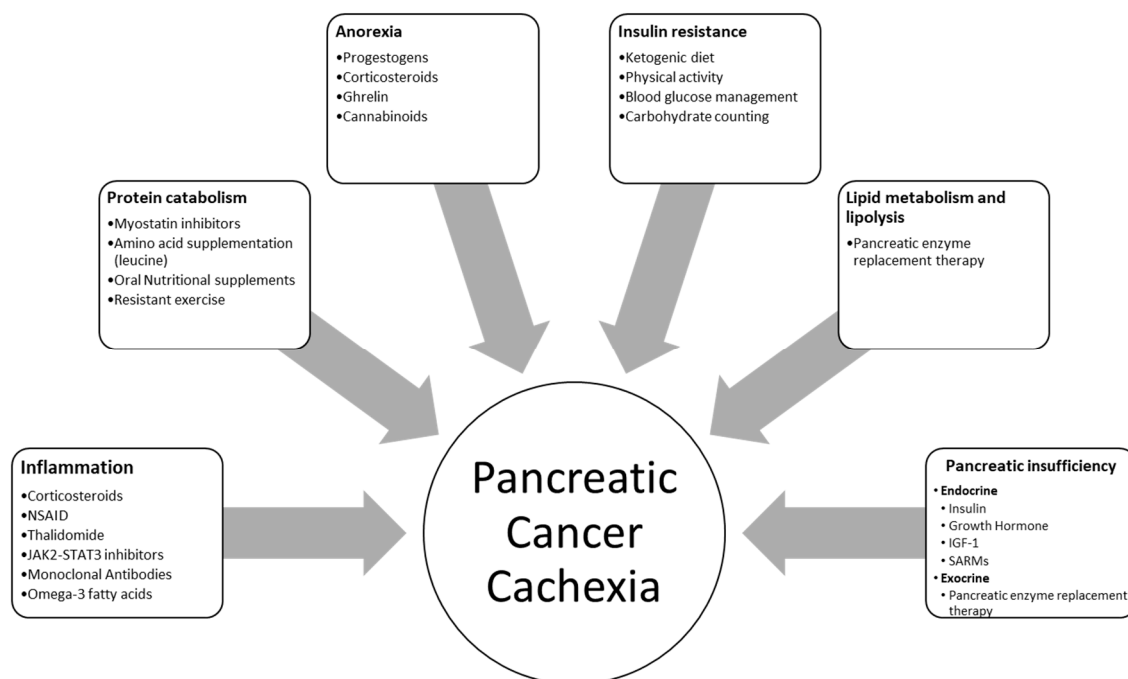 Anorexia
•Progestogens
•Corticosteroids
•Ghrelin
•Cannabinoids
Insulin resistance
•Ketogenic diet
•Physical activity
•Blood glucose management
•Carbohydrate counting
Protein catabolism
•Myostatin inhibitors
•Amino acid supplementation
(leucine)
•Oral Nutritional supplements
•Resistant exercise
Lipid metabolism and
lipolysis
•Pancreatic enzyme
replacement therapy
Inflammation
•Corticosteroids
•NSAID
•Thalidomide
•JAK2-STAT3 inhibitors
•Monoclonal Antibodies
•Omega-3 fatty acids
Pancreatic
Cancer
Cachexia
Pancreatic insufficiency
• Endocrine
• Insulin
• Growth Hormone
• IGF-1
• SARMs
• Exocrine
• Pancreatic enzyme replacement
therapy